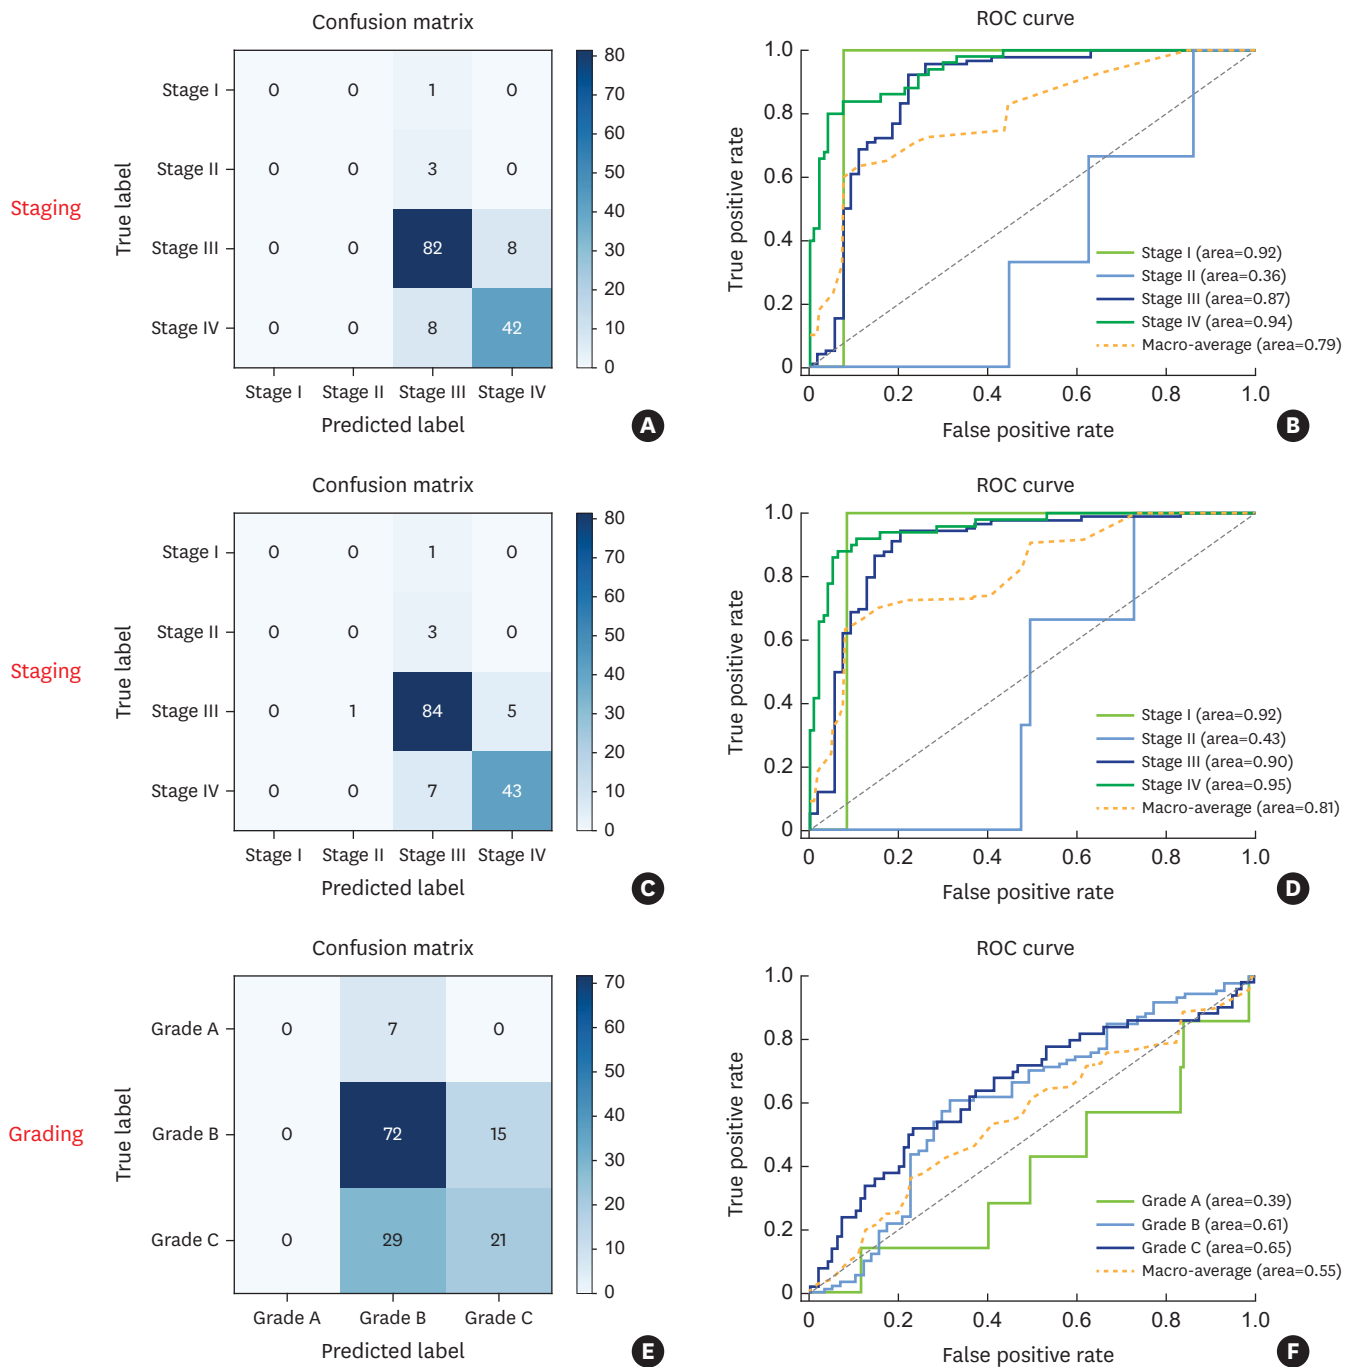 Confusion matrix
Staging
True label
Stage I
0 0 1 0
Stage II
0 0 3 0
Stage III
0 0 82 8
Stage IV
0 0 8 42
Stage I Stage II Stage III Stage IV
Predicted label
80
70
60
50
40
30
20
10
0
A
ROC curve
True positive rate
1.0
0.8
0.6
0.4
0.2
0
0 0.2 0.4 0.6 0.8 1.0
False positive rate
Stage I (area=0.92)
Stage II (area=0.36)
Stage III (area=0.87)
Stage IV (area=0.94)
Macro-average (area=0.79)
B
Confusion matrix
Staging
True label
Stage I
0 0 1 0
Stage II
0 0 3 0
Stage III
0 1 84 5
Stage IV
0 0 7 43
Stage I Stage II Stage III Stage IV
Predicted label
80
70
60
50
40
30
20
10
0
C
ROC curve
True positive rate
1.0
0.8
0.6
0.4
0.2
0
0 0.2 0.4 0.6 0.8 1.0
False positive rate
Stage I (area=0.92)
Stage II (area=0.43)
Stage III (area=0.90)
Stage IV (area=0.95)
Macro-average (area=0.81)
D
Confusion matrix
Grading
True label
Grade A
0 7 0
Grade B
0 72 15
Grade C
0 29 21
Grade A Grade B Grade C
Predicted label
70
60
50
40
30
20
10
0
E
ROC curve
True positive rate
1.0
0.8
0.6
0.4
0.2
0
0 0.2 0.4 0.6 0.8 1.0
False positive rate
Grade A (area=0.39)
Grade B (area=0.61)
Grade C (area=0.65)
Macro-average (area=0.55)
F